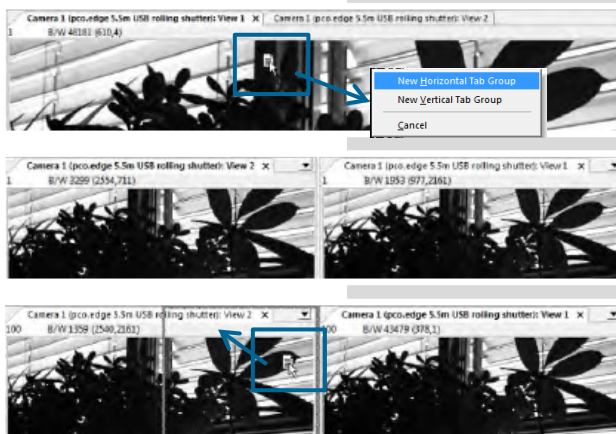 Camera 1 (pco.edge 5.5m USB rolling shutter): View 1 X Camera 1 (pco.edge 5.5m USB rolling shutter): View 2
1 B/W 48181 (610,4)
New Horizontal Tab Group
New Vertical Tab Group
Cancel
Camera 1 (pco.edge 5.5m USB rolling shutter): View 2 X Camera 1 (pco.edge 5.5m USB rolling shutter): View 1 X
1 B/W 3299 (2554,711) 1 B/W 1953 (977,2161)
Camera 1 (pco.edge 5.5m USB rolling shutter): View 2 X Camera 1 (pco.edge 5.5m USB rolling shutter): View 1 X
100 B/W 1359 (2540,2161) 00 B/W 43479 (378,1)